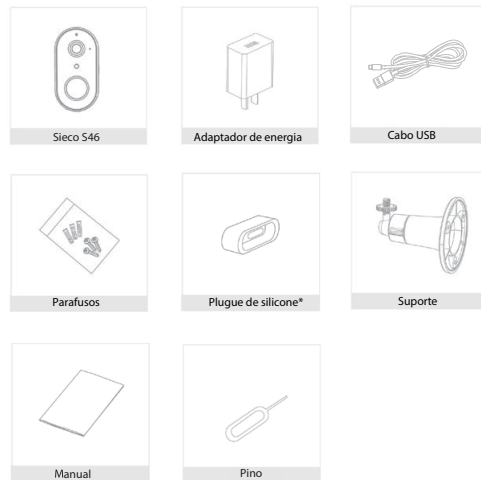 Sieco S46
Adaptador de energia
Cabo USB
Parafusos
Plugue de silicone*
Suporte
Manual
Pino